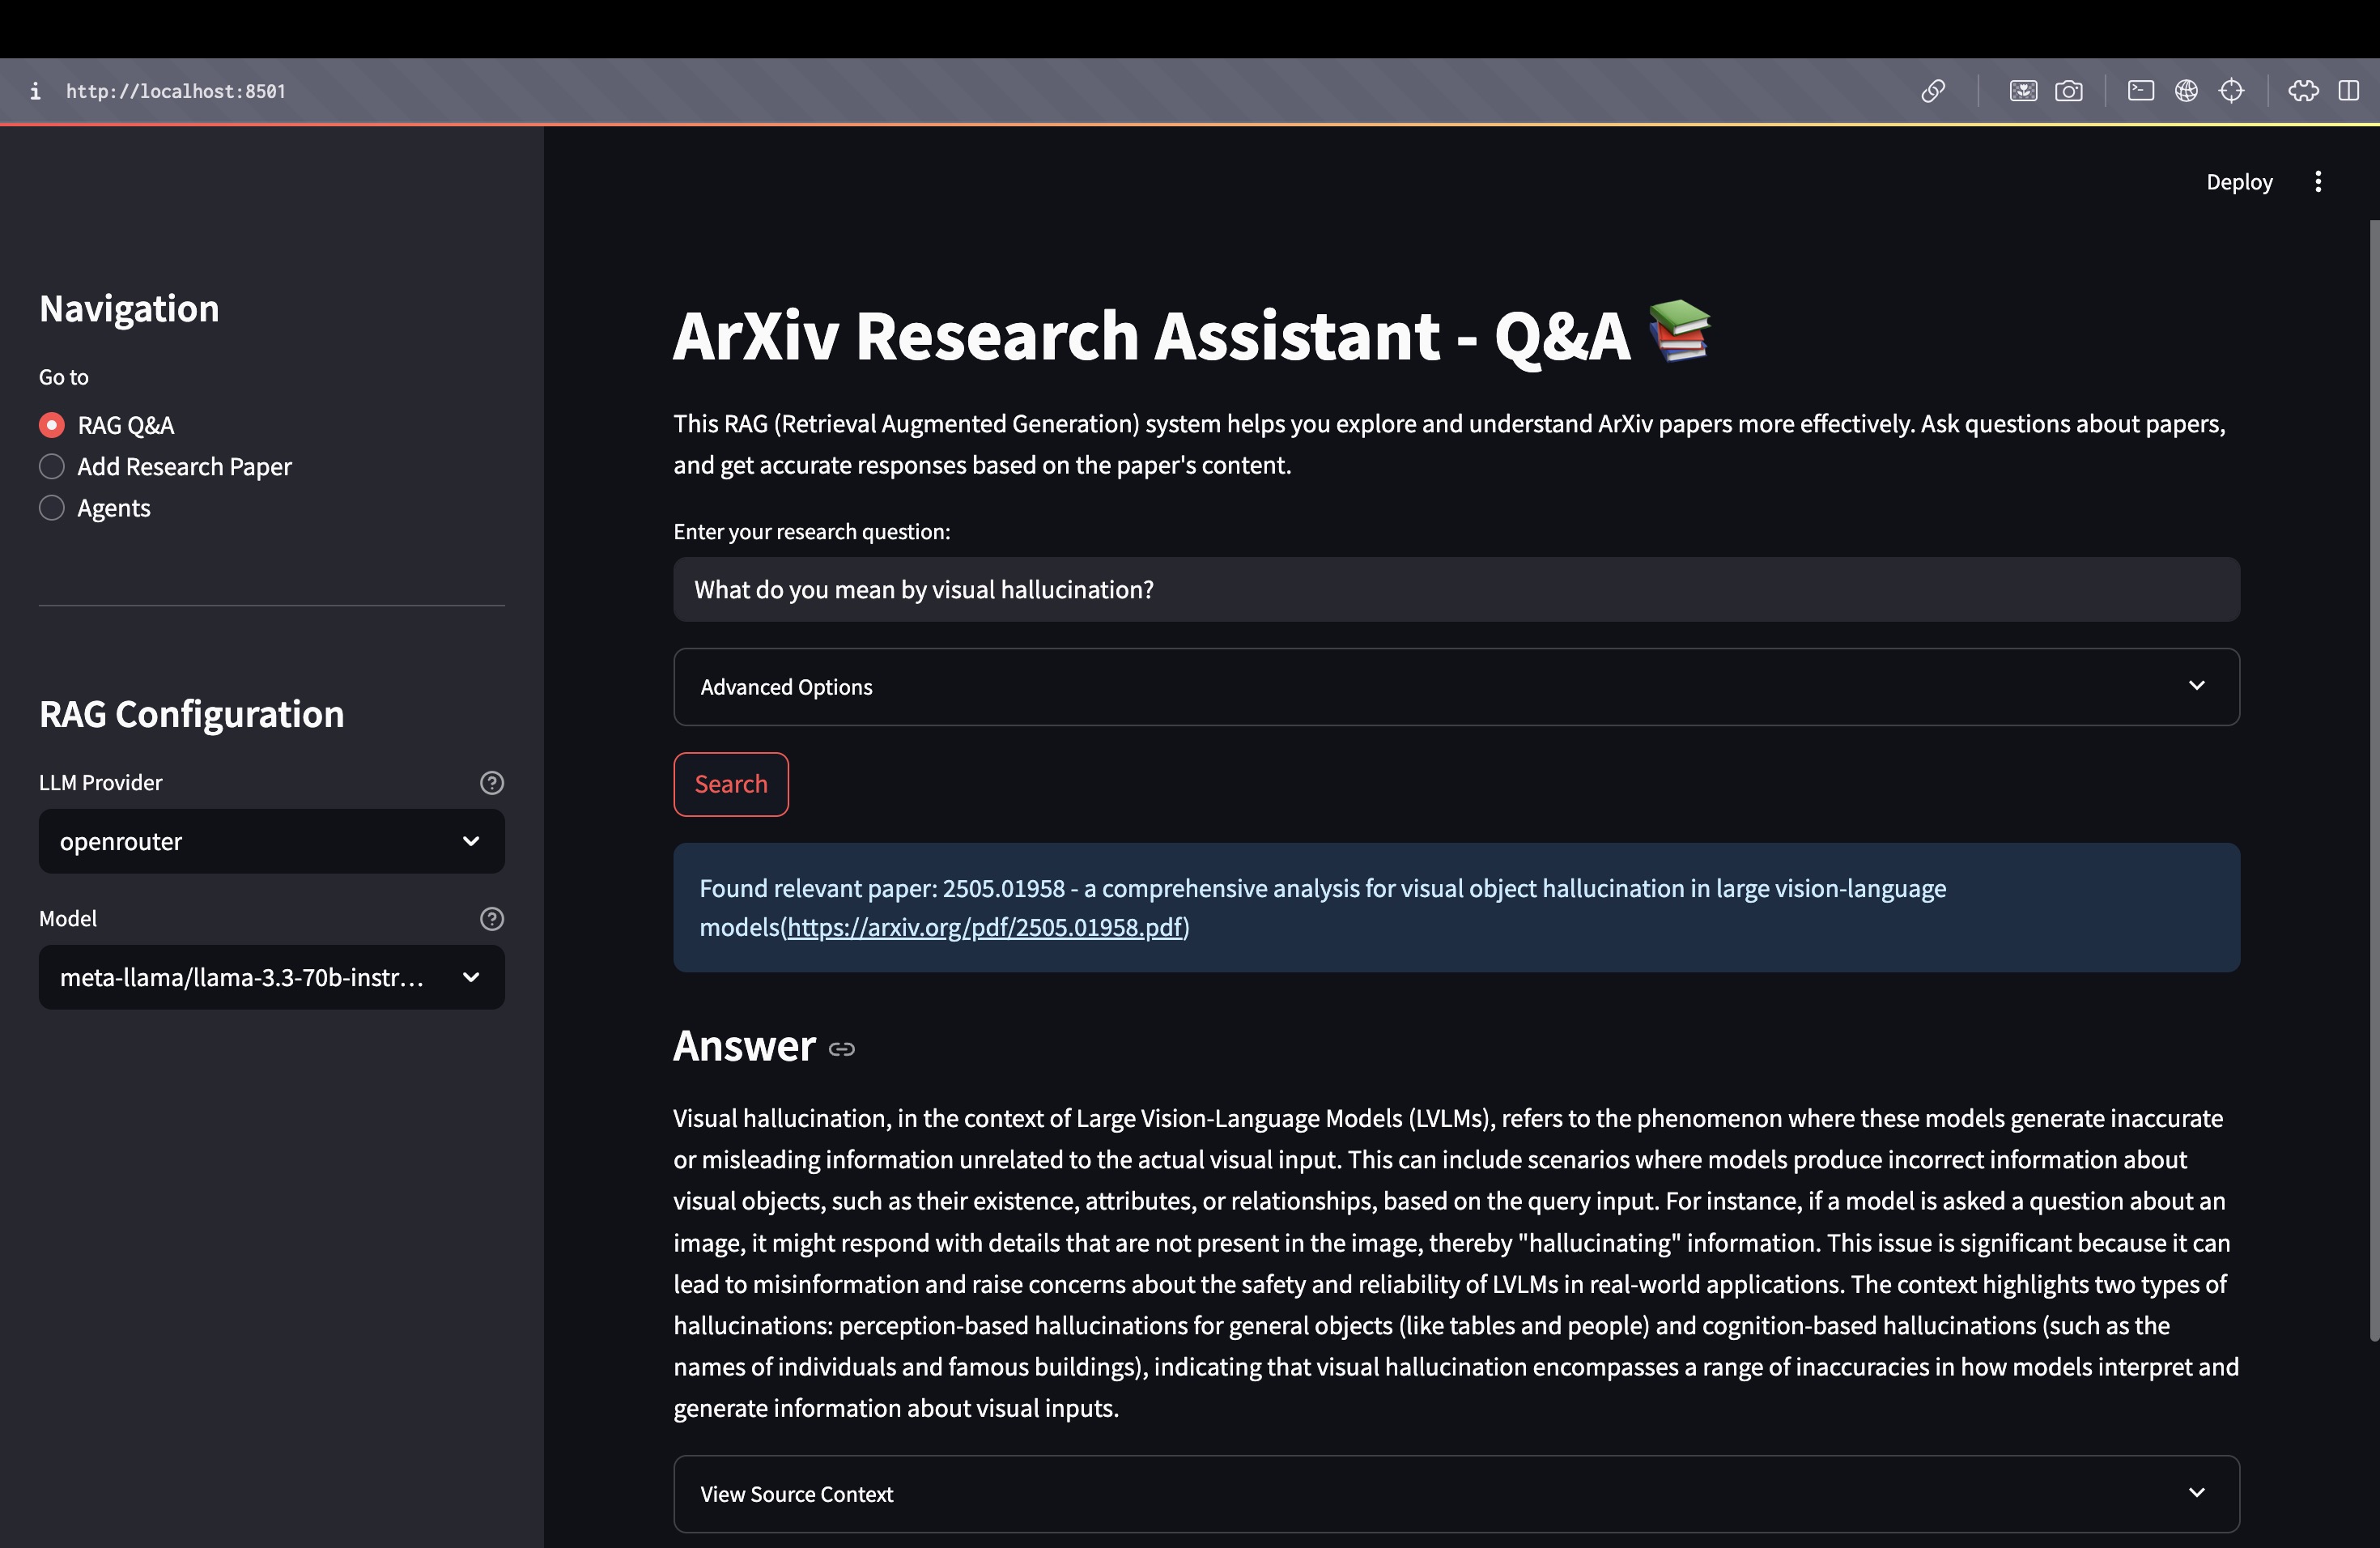 i http://localhost:8501
Deploy
Navigation
Go to
RAG Q&A
Add Research Paper
Agents
RAG Configuration
LLM Provider
openrouter
Model
meta-llama/llama-3.3-70b-instr...
ArXiv Research Assistant - Q&A
This RAG (Retrieval Augmented Generation) system helps you explore and understand ArXiv papers more effectively. Ask questions about papers,
and get accurate responses based on the paper's content.
Enter your research question:
What do you mean by visual hallucination?
Advanced Options
Search
Found relevant paper: 2505.01958 - a comprehensive analysis for visual object hallucination in large vision-language
models(https://arxiv.org/pdf/2505.01958.pdf)
Answer
Visual hallucination, in the context of Large Vision-Language Models (LVLMs), refers to the phenomenon where these models generate inaccurate
or misleading information unrelated to the actual visual input. This can include scenarios where models produce incorrect information about
visual objects, such as their existence, attributes, or relationships, based on the query input. For instance, if a model is asked a question about an
image, it might respond with details that are not present in the image, thereby "hallucinating" information. This issue is significant because it can
lead to misinformation and raise concerns about the safety and reliability of LVLMs in real-world applications. The context highlights two types of
hallucinations: perception-based hallucinations for general objects (like tables and people) and cognition-based hallucinations (such as the
names of individuals and famous buildings), indicating that visual hallucination encompasses a range of inaccuracies in how models interpret and
generate information about visual inputs.
View Source Context